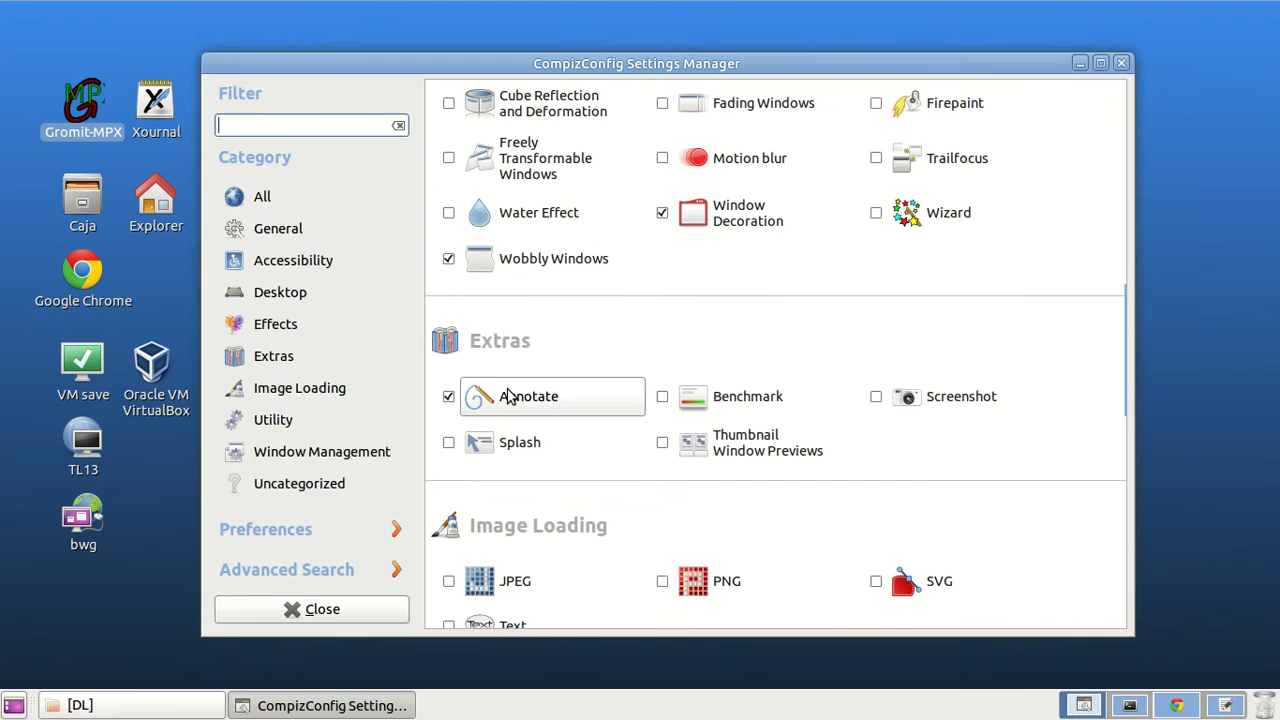 CompizConfig Settings Manager
Gromit-MPX
Xournal
Caja
Explorer
Google Chrome
VM save
Oracle VM
VirtualBox
TL13
bwg
Filter
Category
All
General
Accessibility
Desktop
Effects
Extras
Image Loading
Utility
Window Management
Uncategorized
Preferences
Advanced Search
Close
Cube Reflection
and Deformation
Fading Windows
Firepaint
Freely
Transformable
Windows
Motion blur
Trailfocus
Water Effect
Window
Decoration
Wizard
Wobbly Windows
Extras
Annotate
Benchmark
Screenshot
Splash
Thumbnail
Window Previews
Image Loading
JPEG
PNG
SVG
Text
[DL]
CompizConfig Setting...